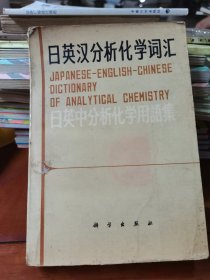 日英汉分析化学词汇
JAPANESE-ENGLISH-CHINESE
DICTIONARY
OF ANALYTICAL CHEMISTRY
日英中分析化学用語集
科学出版社